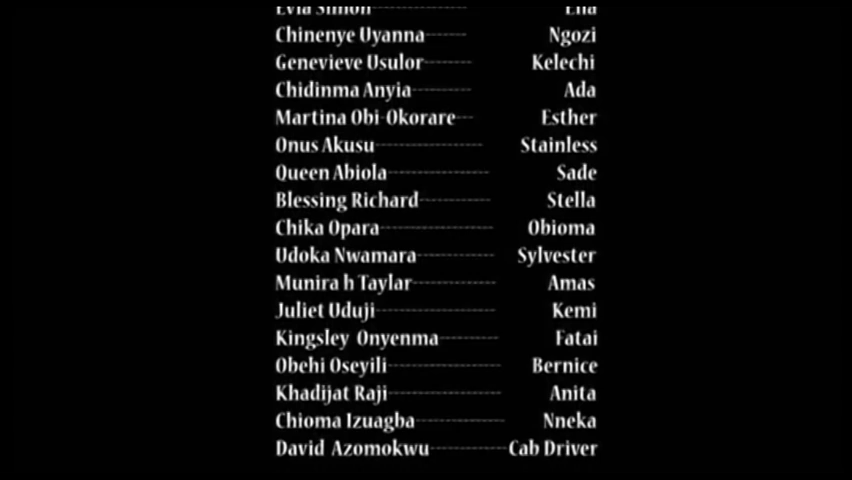 Evia Simon
Chinenye Uyanna------ Ngozi
Genevieve Usulor------- Kelechi
Chidinma Anyia--------- Ada
Martina Obi-Okorare--- Esther
Onus Akusu---------------- Stainless
Queen Abiola--------------- Sade
Blessing Richard----------- Stella
Chika Opara----------------- Obioma
Udoka Nwamara----------- Sylvester
Munira h Taylar------------ Amas
Juliet Uduji------------------ Kemi
Kingsley Onyenma--------- Fatai
Obehi Oseyili----------------- Bernice
Khadijat Raji----------------- Anita
Chioma Izuagba------------- Nneka
David Azomokwu-----------Cab Driver